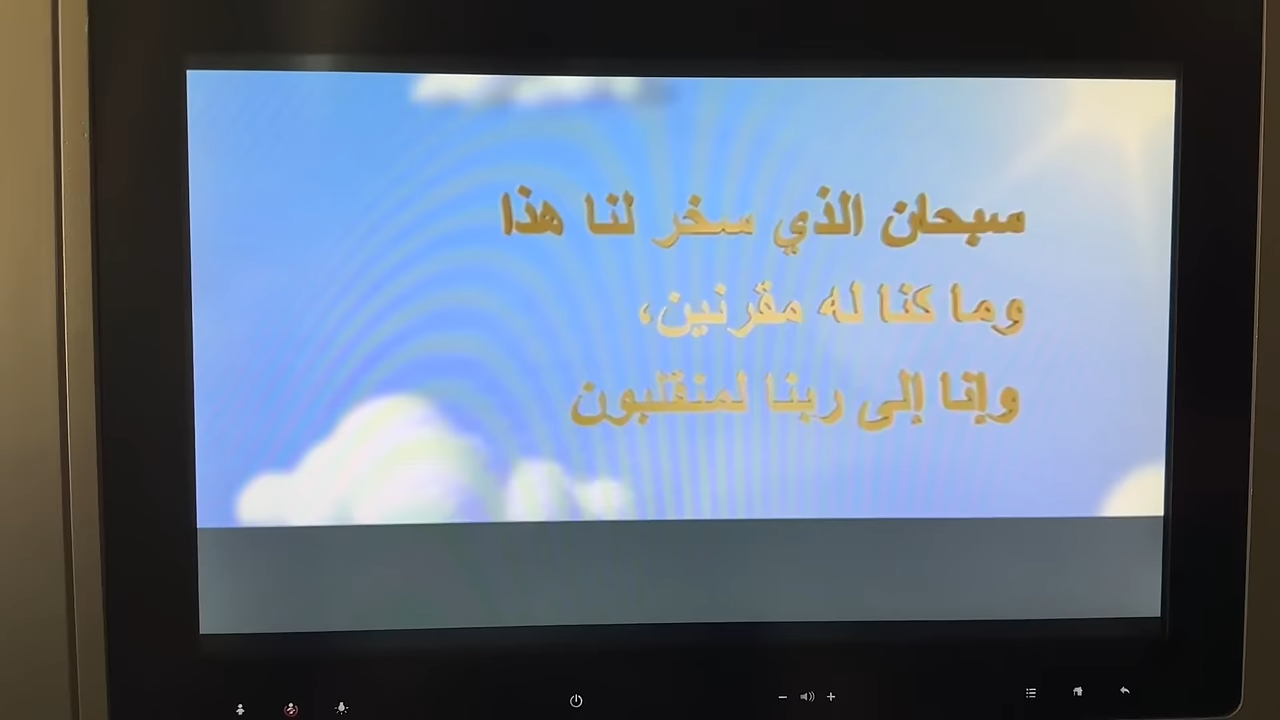 سبحان الذي سخر لنا هذا
وما كنا له مقرنين،
وإنا إلى ربنا لمنقلبون